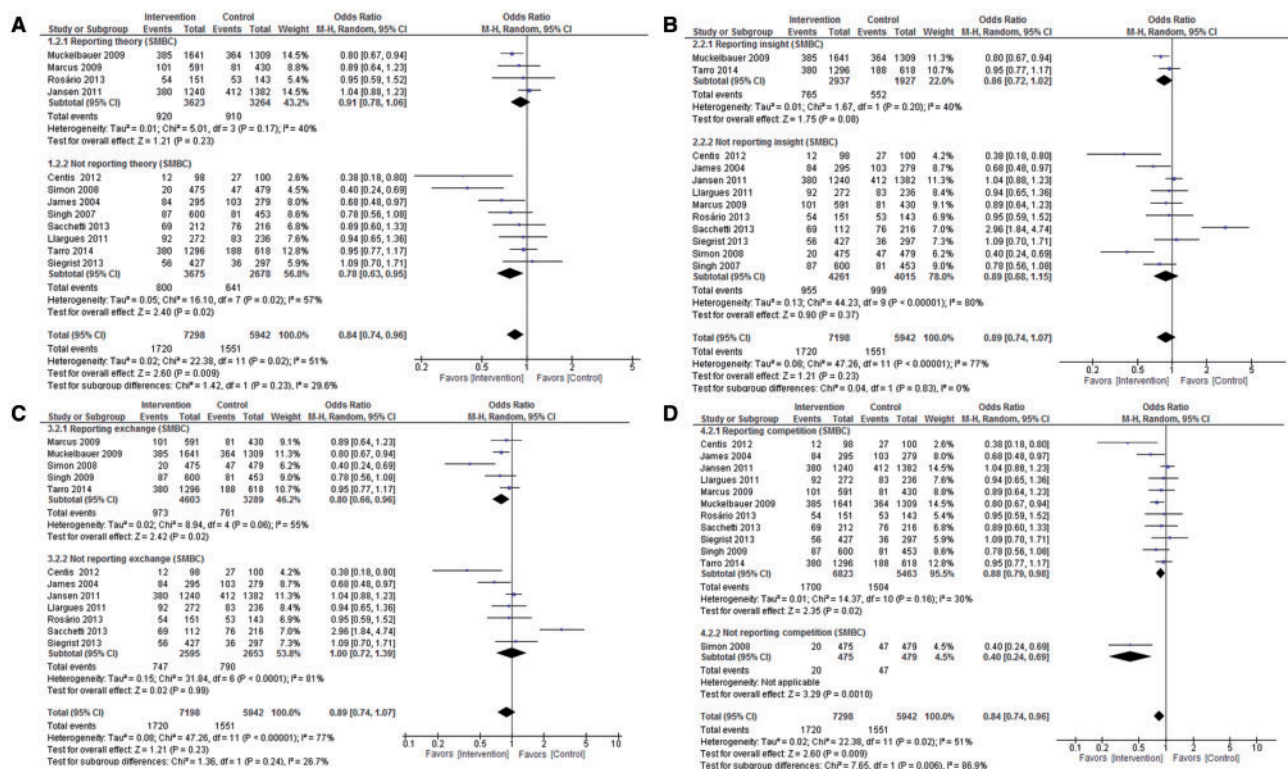 A
Intervention Control Odds Ratio Odds Ratio
Study or Subgroup Events Total Events Total Weight M-H, Random, 95% CI M-H, Random, 95% CI
1.2.1 Reporting theory (SMBC)
Muckelbauer 2009 385 1641 364 1309 14.5% 0.80 [0.67, 0.94]
Marcus 2009 101 591 81 430 8.6% 0.89 [0.64, 1.23]
Rosário 2013 54 151 53 143 5.6% 0.95 [0.59, 1.52]
Jansen 2011 380 1240 412 1382 14.5% 1.04 [0.88, 1.23]
Subtotal (95% CI) 3623 3264 43.2% 0.91 [0.78, 1.06]
Total events 920 910
Heterogeneity: Tau² = 0.01; Chi² = 5.01, df = 3 (P = 0.17); I² = 40%
Test for overall effect: Z = 1.21 (P = 0.23)
1.2.2 Not reporting theory (SMBC)
Centis 2012 12 98 27 100 2.6% 0.38 [0.18, 0.80]
Simon 2008 20 475 47 479 4.5% 0.40 [0.24, 0.69]
James 2004 84 295 103 279 8.0% 0.68 [0.48, 0.97]
Singh 2007 87 600 81 453 8.5% 0.78 [0.56, 1.08]
Sacchetti 2013 69 212 76 216 6.9% 0.89 [0.60, 1.33]
Llargues 2011 92 272 83 236 7.5% 0.94 [0.65, 1.36]
Tarro 2014 380 1296 188 618 12.8% 0.95 [0.77, 1.17]
Siegrist 2013 56 427 36 297 6.1% 1.09 [0.70, 1.71]
Subtotal (95% CI) 3675 2678 56.8% 0.78 [0.63, 0.95]
Total events 800 641
Heterogeneity: Tau² = 0.05; Chi² = 16.10, df = 7 (P = 0.02); I² = 57%
Test for overall effect: Z = 2.40 (P = 0.02)
Total (95% CI) 7298 5942 100.0% 0.84 [0.74, 0.96]
Total events 1720 1551
Heterogeneity: Tau² = 0.02; Chi² = 22.38, df = 11 (P = 0.02); I² = 51%
Test for overall effect: Z = 2.60 (P = 0.009)
Test for subgroup differences: Chi² = 1.42, df = 1 (P = 0.23), I² = 29.6%
0.2 0.5 1 2 5
Favors [Intervention] Favors [Control]
B
Intervention Control Odds Ratio Odds Ratio
Study or Subgroup Events Total Events Total Weight M-H, Random, 95% CI M-H, Random, 95% CI
2.2.1 Reporting insight (SMBC)
Muckelbauer 2009 385 1641 364 1309 11.3% 0.80 [0.67, 0.94]
Tarro 2014 380 1296 188 618 10.7% 0.95 [0.77, 1.17]
Subtotal (95% CI) 2937 1927 22.0% 0.86 [0.72, 1.02]
Total events 765 552
Heterogeneity: Tau² = 0.01; Chi² = 1.67, df = 1 (P = 0.20); I² = 40%
Test for overall effect: Z = 1.75 (P = 0.08)
2.2.2 Not reporting insight (SMBC)
Centis 2012 12 98 27 100 4.2% 0.38 [0.18, 0.80]
James 2004 84 295 103 279 8.8% 0.68 [0.48, 0.97]
Jansen 2011 380 1240 412 1382 11.3% 1.04 [0.88, 1.23]
Llargues 2011 92 272 83 236 8.6% 0.94 [0.65, 1.36]
Marcus 2009 101 591 81 430 9.1% 0.89 [0.64, 1.23]
Rosário 2013 54 151 53 143 7.2% 0.95 [0.59, 1.52]
Sacchetti 2013 69 112 76 216 7.3% 2.96 [1.84, 4.74]
Siegrist 2013 56 427 36 297 7.5% 1.09 [0.70, 1.71]
Simon 2008 20 475 47 479 6.4% 0.40 [0.24, 0.69]
Singh 2007 87 600 81 453 9.1% 0.78 [0.56, 1.08]
Subtotal (95% CI) 4261 4015 78.0% 0.89 [0.68, 1.15]
Total events 955 999
Heterogeneity: Tau² = 0.13; Chi² = 44.23, df = 9 (P < 0.00001); I² = 80%
Test for overall effect: Z = 0.90 (P = 0.37)
Total (95% CI) 7198 5942 100.0% 0.89 [0.74, 1.07]
Total events 1720 1551
Heterogeneity: Tau² = 0.08; Chi² = 47.26, df = 11 (P < 0.00001); I² = 77%
Test for overall effect: Z = 1.21 (P = 0.23)
Test for subgroup differences: Chi² = 0.04, df = 1 (P = 0.83), I² = 0%
0.2 0.5 1 2 5
Favors [Intervention] Favors [Control]
C
Intervention Control Odds Ratio Odds Ratio
Study or Subgroup Events Total Events Total Weight M-H, Random, 95% CI M-H, Random, 95% CI
3.2.1 Reporting exchange (SMBC)
Marcus 2009 101 591 81 430 9.1% 0.89 [0.64, 1.23]
Muckelbauer 2009 385 1641 364 1309 11.3% 0.80 [0.67, 0.94]
Simon 2008 20 475 47 479 6.4% 0.40 [0.24, 0.69]
Singh 2009 87 600 81 453 9.1% 0.78 [0.56, 1.08]
Tarro 2014 380 1296 188 618 10.7% 0.95 [0.77, 1.17]
Subtotal (95% CI) 4603 3289 46.2% 0.80 [0.66, 0.96]
Total events 973 761
Heterogeneity: Tau² = 0.02; Chi² = 8.94, df = 4 (P = 0.06); I² = 55%
Test for overall effect: Z = 2.42 (P = 0.02)
3.2.2 Not reporting exchange (SMBC)
Centis 2012 12 98 27 100 4.2% 0.38 [0.18, 0.80]
James 2004 84 295 103 279 8.8% 0.68 [0.48, 0.97]
Jansen 2011 380 1240 412 1382 11.3% 1.04 [0.88, 1.23]
Llargues 2011 92 272 83 236 8.6% 0.94 [0.65, 1.36]
Rosário 2013 54 151 53 143 7.2% 0.95 [0.59, 1.52]
Sacchetti 2013 69 112 76 216 7.3% 2.96 [1.84, 4.74]
Siegrist 2013 56 427 36 297 7.5% 1.09 [0.70, 1.71]
Subtotal (95% CI) 2595 2653 53.8% 1.00 [0.72, 1.39]
Total events 747 790
Heterogeneity: Tau² = 0.15; Chi² = 31.84, df = 6 (P < 0.0001); I² = 81%
Test for overall effect: Z = 0.02 (P = 0.99)
Total (95% CI) 7198 5942 100.0% 0.89 [0.74, 1.07]
Total events 1720 1551
Heterogeneity: Tau² = 0.08; Chi² = 47.26, df = 11 (P < 0.00001); I² = 77%
Test for overall effect: Z = 1.21 (P = 0.23)
Test for subgroup differences: Chi² = 1.36, df = 1 (P = 0.24), I² = 26.7%
0.1 0.2 0.5 1 2 5 10
Favors [Intervention] Favors [Control]
D
Intervention Control Odds Ratio Odds Ratio
Study or Subgroup Events Total Events Total Weight M-H, Random, 95% CI M-H, Random, 95% CI
4.2.1 Reporting competition (SMBC)
Centis 2012 12 98 27 100 2.6% 0.38 [0.18, 0.80]
James 2004 84 295 103 279 8.0% 0.68 [0.48, 0.97]
Jansen 2011 380 1240 412 1382 14.5% 1.04 [0.88, 1.23]
Llargues 2011 92 272 83 236 7.5% 0.94 [0.65, 1.36]
Marcus 2009 101 591 81 430 8.6% 0.89 [0.64, 1.23]
Muckelbauer 2009 385 1641 364 1309 14.5% 0.80 [0.67, 0.94]
Rosário 2013 54 151 53 143 5.6% 0.95 [0.59, 1.52]
Sacchetti 2013 69 212 76 216 6.9% 0.89 [0.60, 1.33]
Siegrist 2013 56 427 36 297 6.1% 1.09 [0.70, 1.71]
Singh 2009 87 600 81 453 8.5% 0.78 [0.56, 1.08]
Tarro 2014 380 1296 188 618 12.8% 0.95 [0.77, 1.17]
Subtotal (95% CI) 6823 5463 95.5% 0.88 [0.79, 0.98]
Total events 1700 1504
Heterogeneity: Tau² = 0.01; Chi² = 14.37, df = 10 (P = 0.16); I² = 30%
Test for overall effect: Z = 2.35 (P = 0.02)
4.2.2 Not reporting competition (SMBC)
Simon 2008 20 475 47 479 4.5% 0.40 [0.24, 0.69]
Subtotal (95% CI) 475 479 4.5% 0.40 [0.24, 0.69]
Total events 20 47
Heterogeneity: Not applicable
Test for overall effect: Z = 3.29 (P = 0.0010)
Total (95% CI) 7298 5942 100.0% 0.84 [0.74, 0.96]
Total events 1720 1551
Heterogeneity: Tau² = 0.02; Chi² = 22.38, df = 11 (P = 0.02); I² = 51%
Test for overall effect: Z = 2.60 (P = 0.009)
Test for subgroup differences: Chi² = 7.65, df = 1 (P = 0.006), I² = 86.9%
0.1 0.2 0.5 1 2 5 10
Favors [Intervention] Favors [Control]